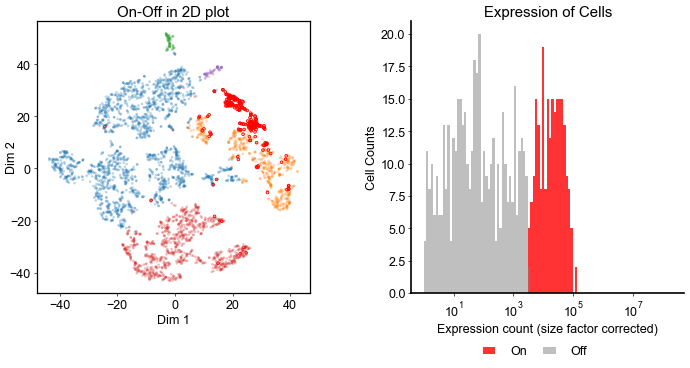 On-Off in 2D plot
Dim 2
40
20
0
−20
−40
−40 −20 0 20 40
Dim 1
Expression of Cells
Cell Counts
20.0
17.5
15.0
12.5
10.0
7.5
5.0
2.5
0.0
10^1 10^3 10^5 10^7
Expression count (size factor corrected)
On Off